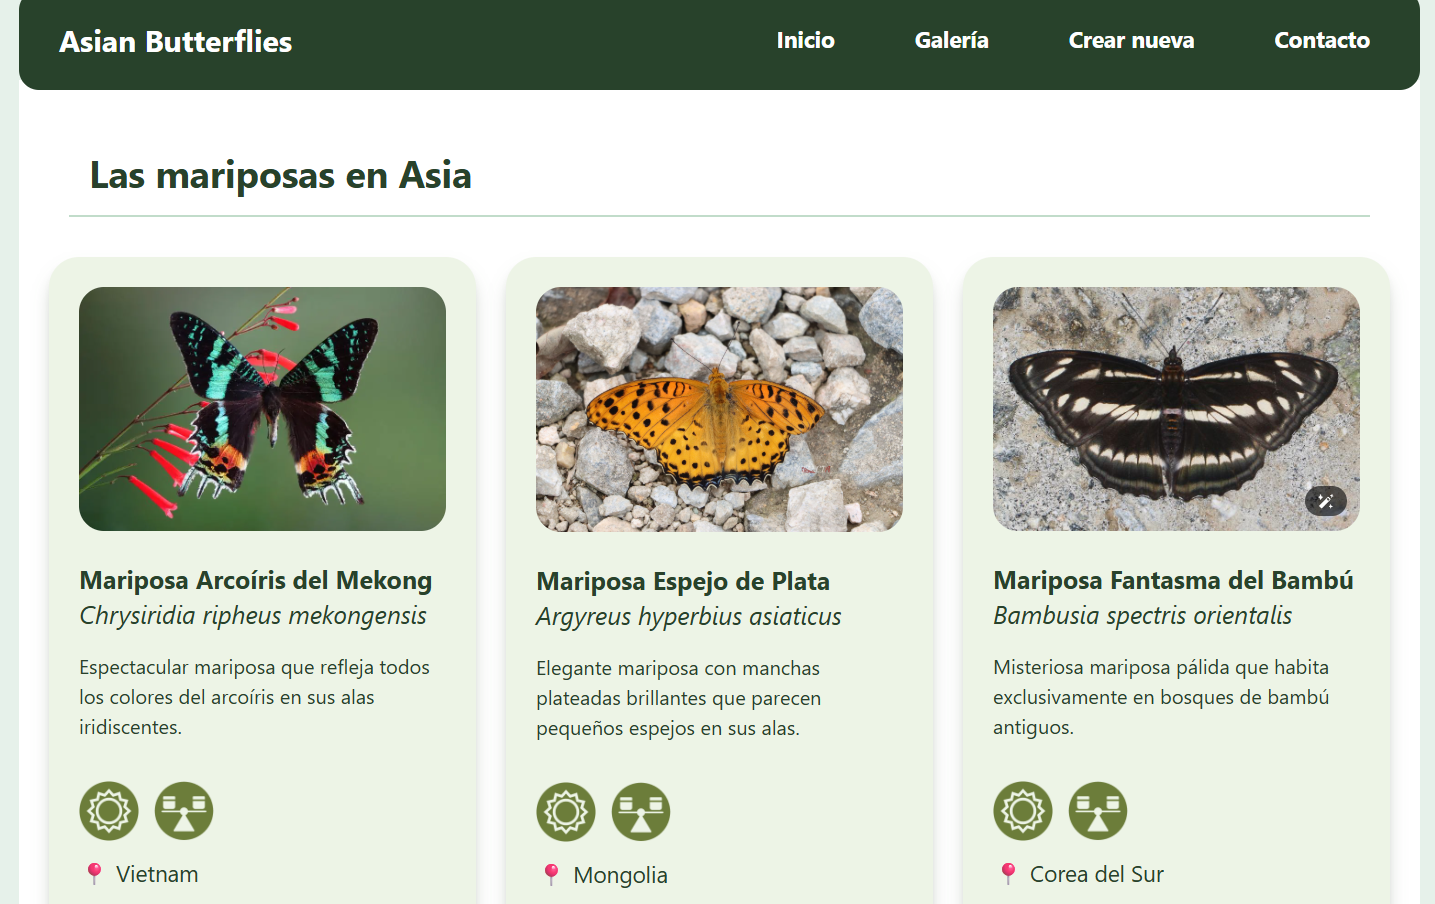 Asian Butterflies
Inicio Galería Crear nueva Contacto
Las mariposas en Asia
Mariposa Arcoíris del Mekong
Chrysiridia ripheus mekongensis
Espectacular mariposa que refleja todos
los colores del arcoíris en sus alas
iridiscentes.
Vietnam
Mariposa Espejo de Plata
Argyreus hyperbius asiaticus
Elegante mariposa con manchas
plateadas brillantes que parecen
pequeños espejos en sus alas.
Mongolia
Mariposa Fantasma del Bambú
Bambusia spectris orientalis
Misteriosa mariposa pálida que habita
exclusivamente en bosques de bambú
antiguos.
Corea del Sur